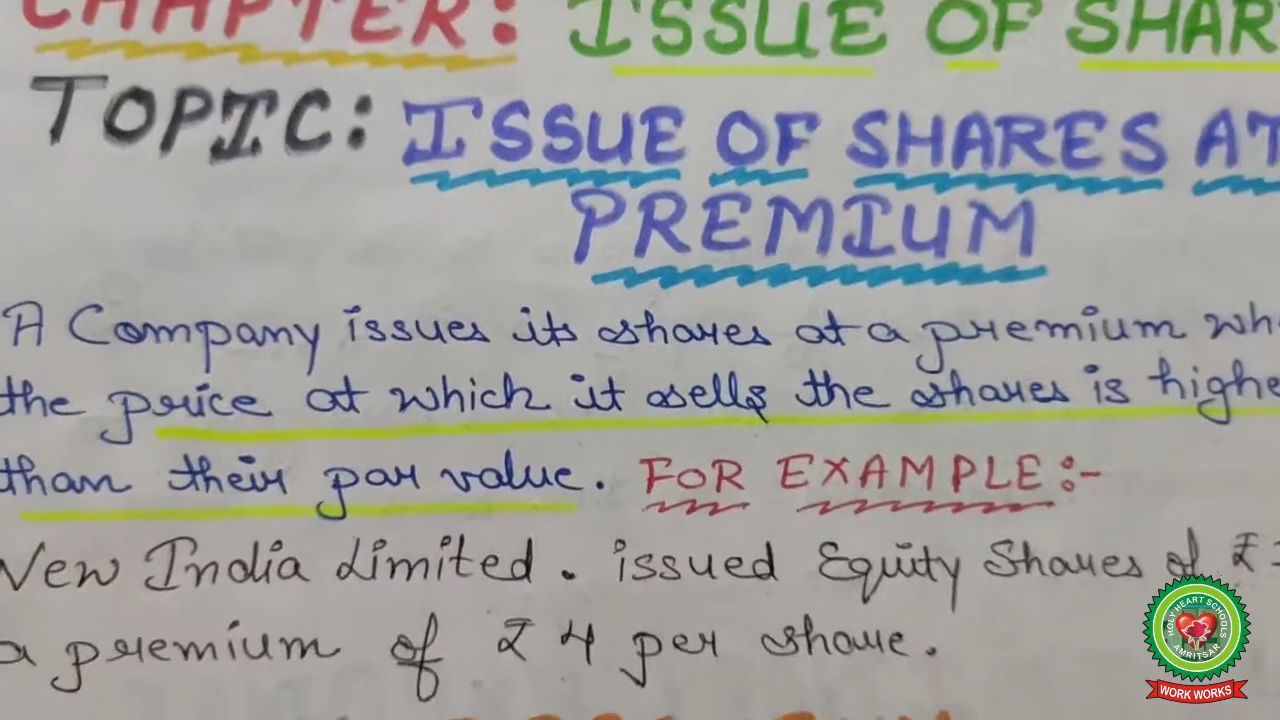 CHAPTER: ISSUE OF SHAR
TOPIC: ISSUE OF SHARES AT
PREMIUM
A Company issues its shares at a premium wh
the price at which it sells the shares is highe
than their par value. FOR EXAMPLE:-
New India Limited. issued Equity Shares of ₹
a premium of ₹ 4 per share.
HOLY HEART SCHOOLS
AMRITSAR
WORK WORKS